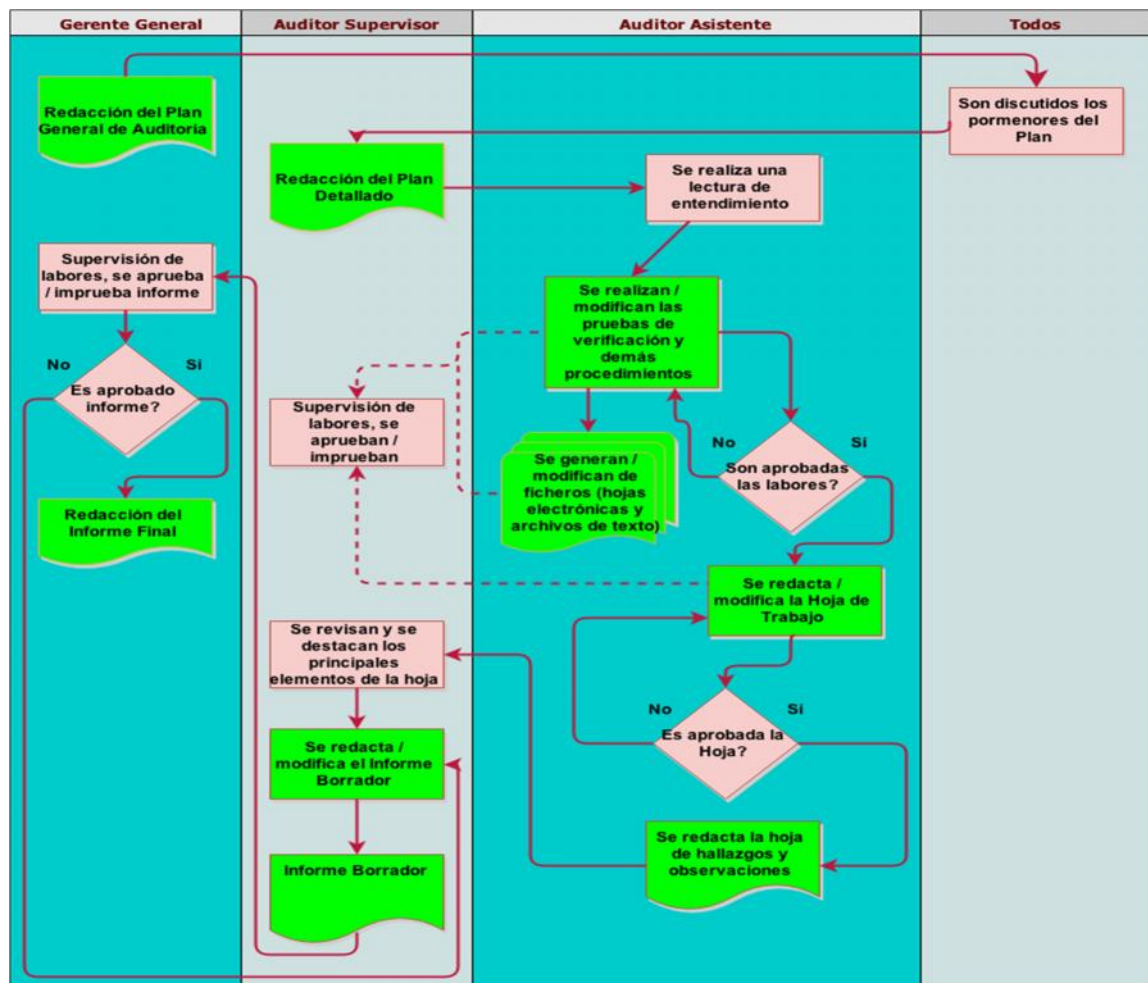 Gerente General
Auditor Supervisor
Auditor Asistente
Todos
Redacción del Plan
General de Auditoría
Son discutidos los
pormenores del
Plan
Redacción del Plan
Detallado
Se realiza una
lectura de
entendimiento
Supervisión de
labores, se aprueba
/ imprueba informe
Se realizan /
modifican las
pruebas de
verificación y
demás
procedimientos
No
Si
Es aprobado
informe?
Supervisión de
labores, se
aprueban /
imprueban
Se generan /
modifican de
ficheros (hojas
electrónicas y
archivos de texto)
No
Si
Son aprobadas
las labores?
Redacción del
Informe Final
Se redacta /
modifica la Hoja de
Trabajo
Se revisan y se
destacan los
principales
elementos de la hoja
No
Si
Es aprobada la
Hoja?
Se redacta /
modifica el Informe
Borrador
Se redacta la hoja
de hallazgos y
observaciones
Informe Borrador